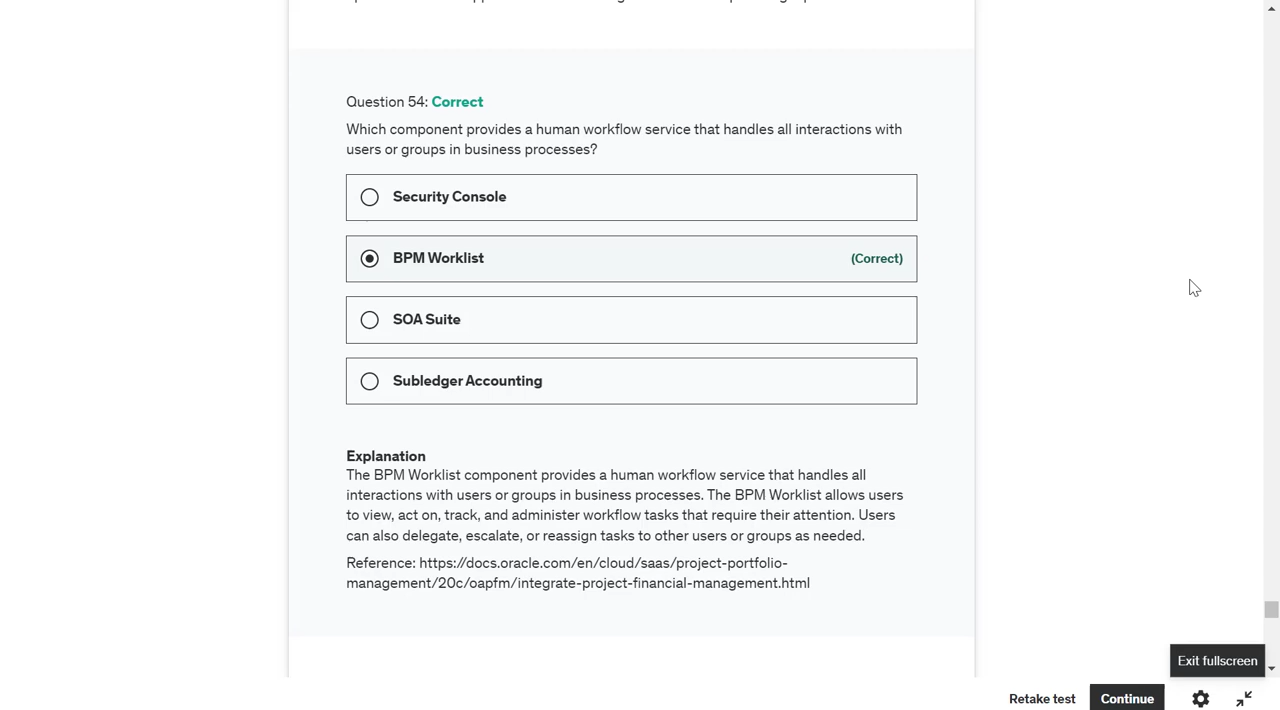 Question 54: Correct
Which component provides a human workflow service that handles all interactions with
users or groups in business processes?
Security Console
BPM Worklist (Correct)
SOA Suite
Subledger Accounting
Explanation
The BPM Worklist component provides a human workflow service that handles all
interactions with users or groups in business processes. The BPM Worklist allows users
to view, act on, track, and administer workflow tasks that require their attention. Users
can also delegate, escalate, or reassign tasks to other users or groups as needed.
Reference: https://docs.oracle.com/en/cloud/saas/project-portfolio-
management/20c/oapfm/integrate-project-financial-management.html
Exit fullscreen
Retake test Continue